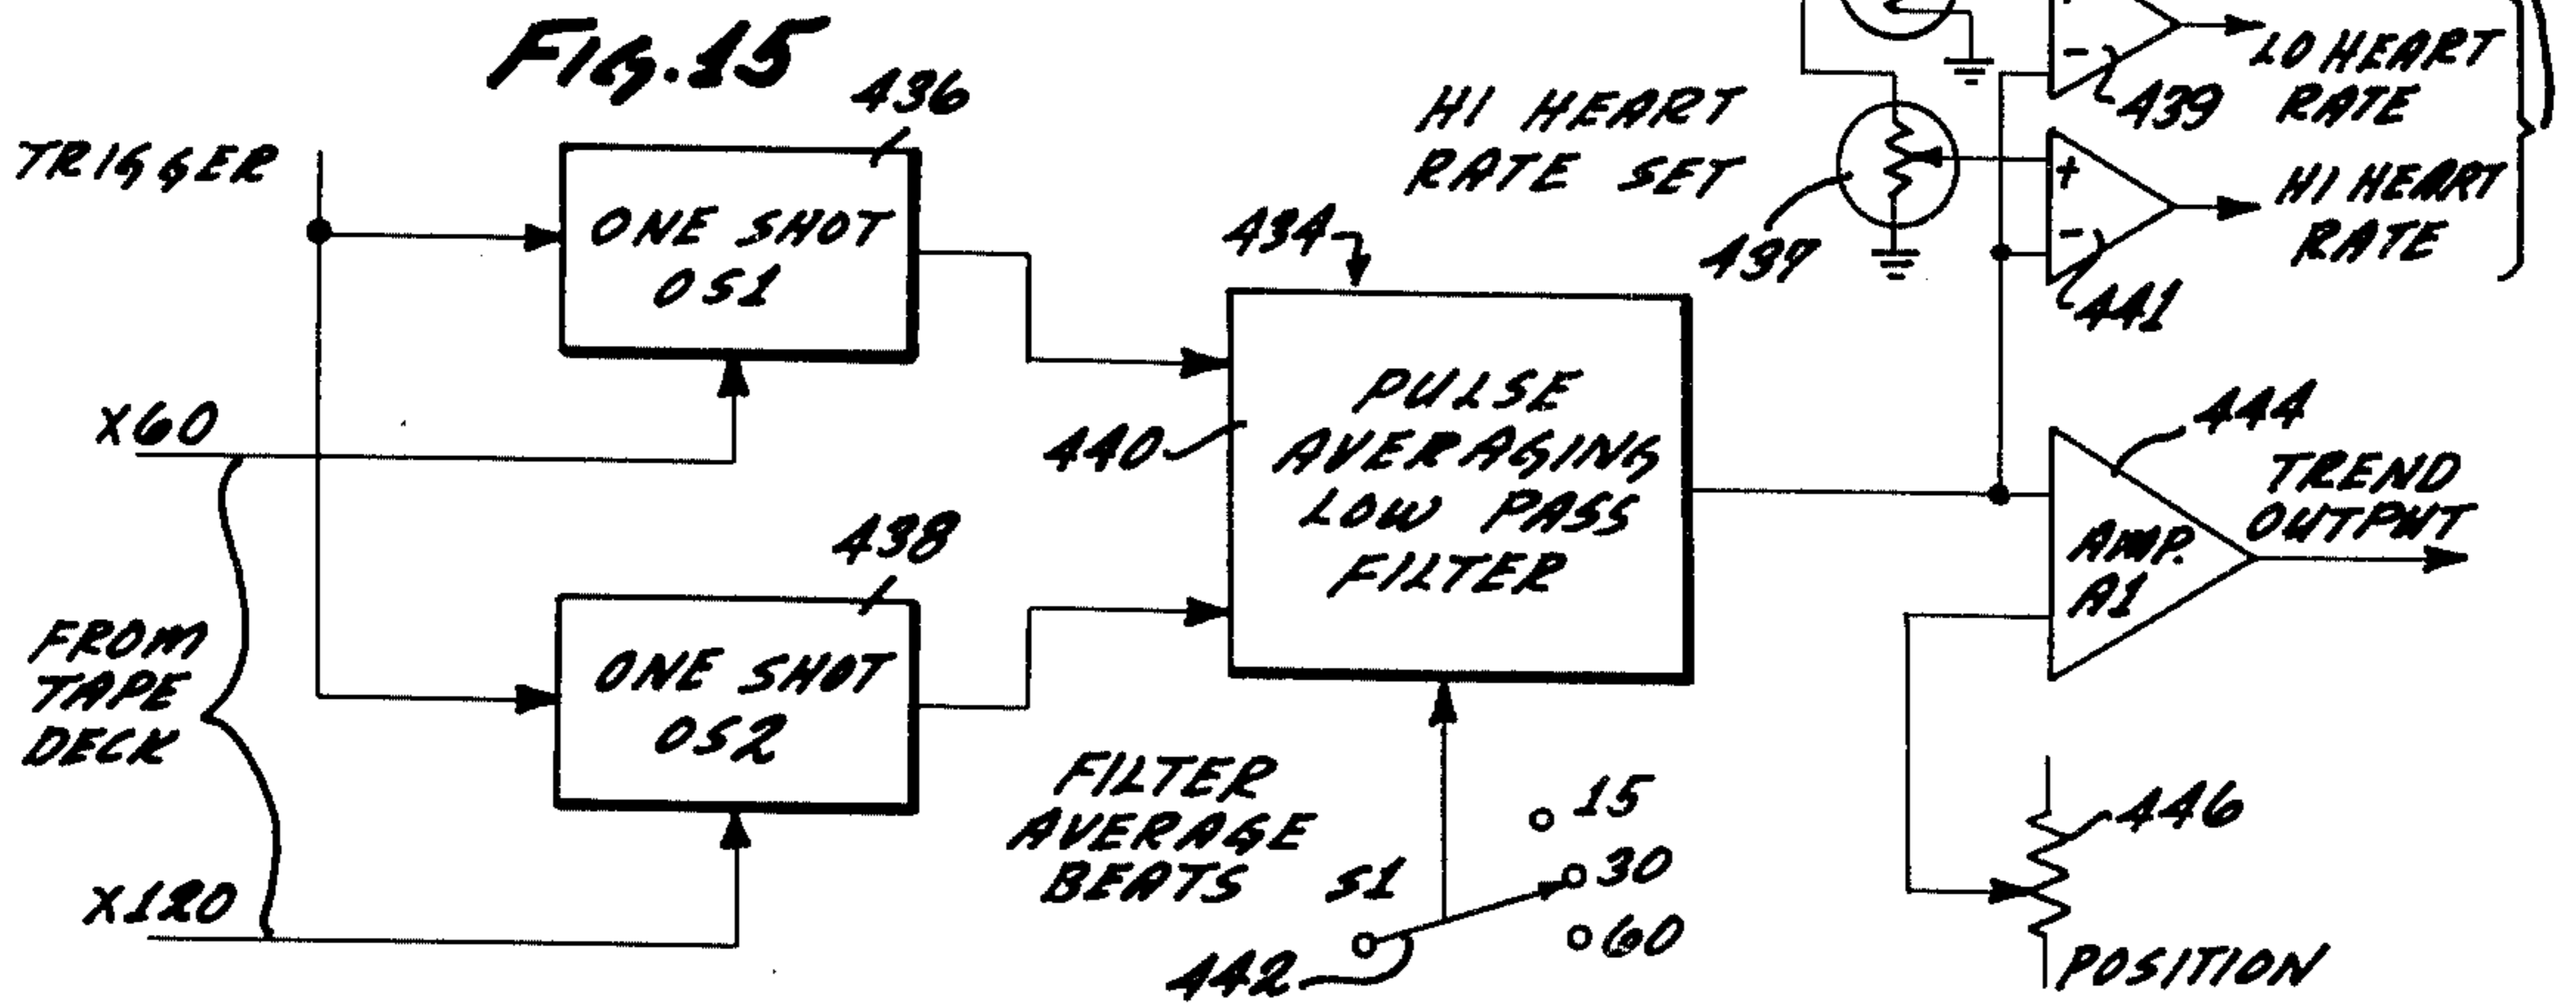 FIG.15
436
TRIGGER
ONE SHOT
OS1
X60
FROM
TAPE
DECK
438
ONE SHOT
OS2
X120
HI HEART
RATE SET
437
434
440
PULSE
AVERAGING
LOW PASS
FILTER
FILTER
AVERAGE
BEATS
S1
15
30
60
442
LO HEART
RATE
439
+
-
HI HEART
RATE
+
-
441
444
TREND
OUTPUT
AMP.
A1
446
POSITION